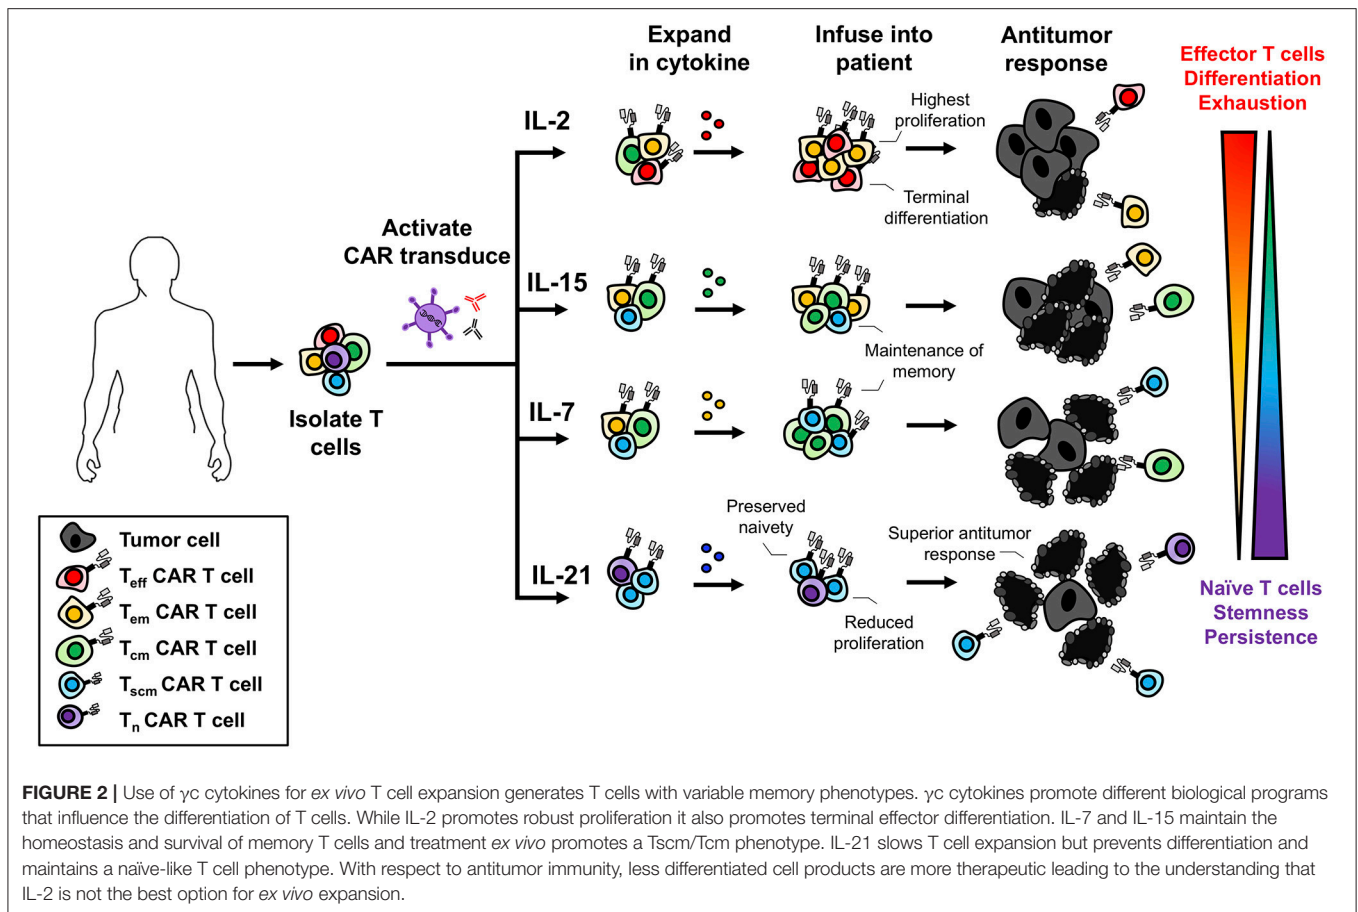 Expand
in cytokine
Infuse into
patient
Antitumor
response
Effector T cells
Differentiation
Exhaustion
IL-2
Highest
proliferation
Terminal
differentiation
Activate
CAR transduce
IL-15
Maintenance of
memory
Isolate T
cells
IL-7
Preserved
naivety
Superior antitumor
response
IL-21
Reduced
proliferation
Naïve T cells
Stemness
Persistence
Tumor cell
Teff CAR T cell
Tem CAR T cell
Tcm CAR T cell
Tscm CAR T cell
Tn CAR T cell
FIGURE 2 | Use of γc cytokines for ex vivo T cell expansion generates T cells with variable memory phenotypes. γc cytokines promote different biological programs
that influence the differentiation of T cells. While IL-2 promotes robust proliferation it also promotes terminal effector differentiation. IL-7 and IL-15 maintain the
homeostasis and survival of memory T cells and treatment ex vivo promotes a Tscm/Tcm phenotype. IL-21 slows T cell expansion but prevents differentiation and
maintains a naïve-like T cell phenotype. With respect to antitumor immunity, less differentiated cell products are more therapeutic leading to the understanding that
IL-2 is not the best option for ex vivo expansion.